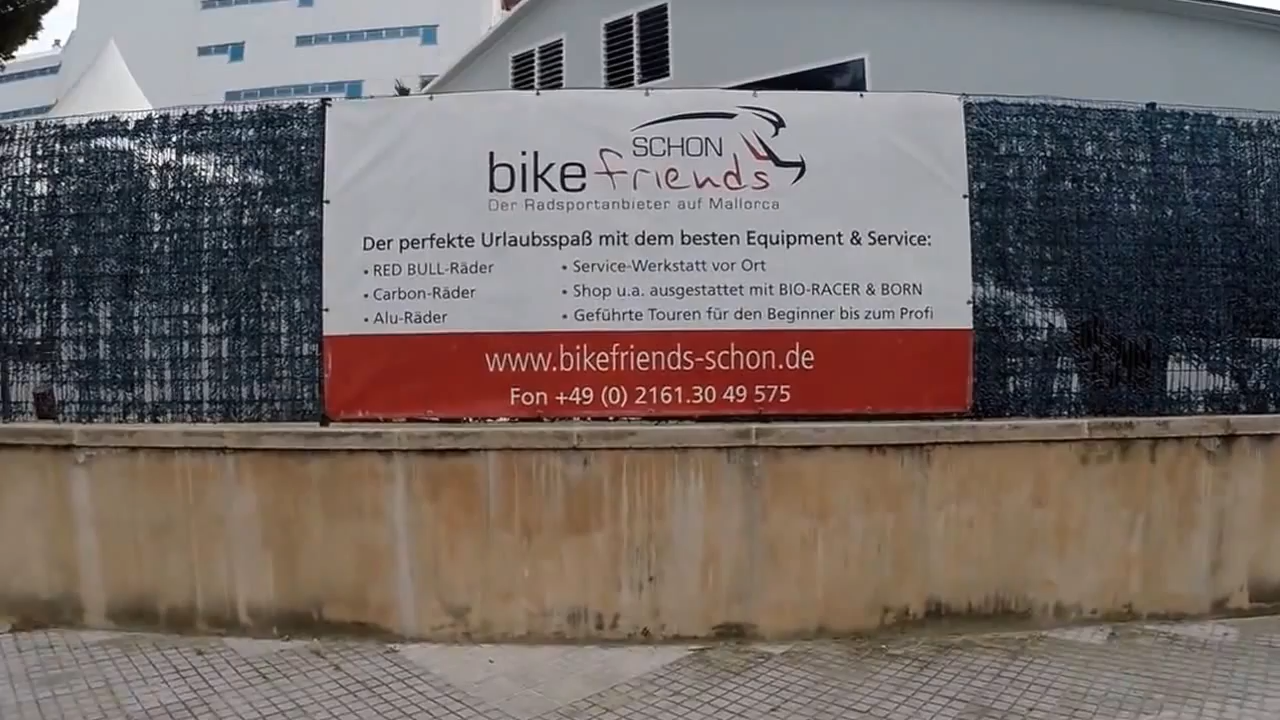 SCHON
bike friends
Der Radsportanbieter auf Mallorca
Der perfekte Urlaubsspaß mit dem besten Equipment & Service:
• RED BULL-Räder
• Carbon-Räder
• Alu-Räder
• Service-Werkstatt vor Ort
• Shop u.a. ausgestattet mit BIO-RACER & BORN
• Geführte Touren für den Beginner bis zum Profi
www.bikefriends-schon.de
Fon +49 (0) 2161.30 49 575